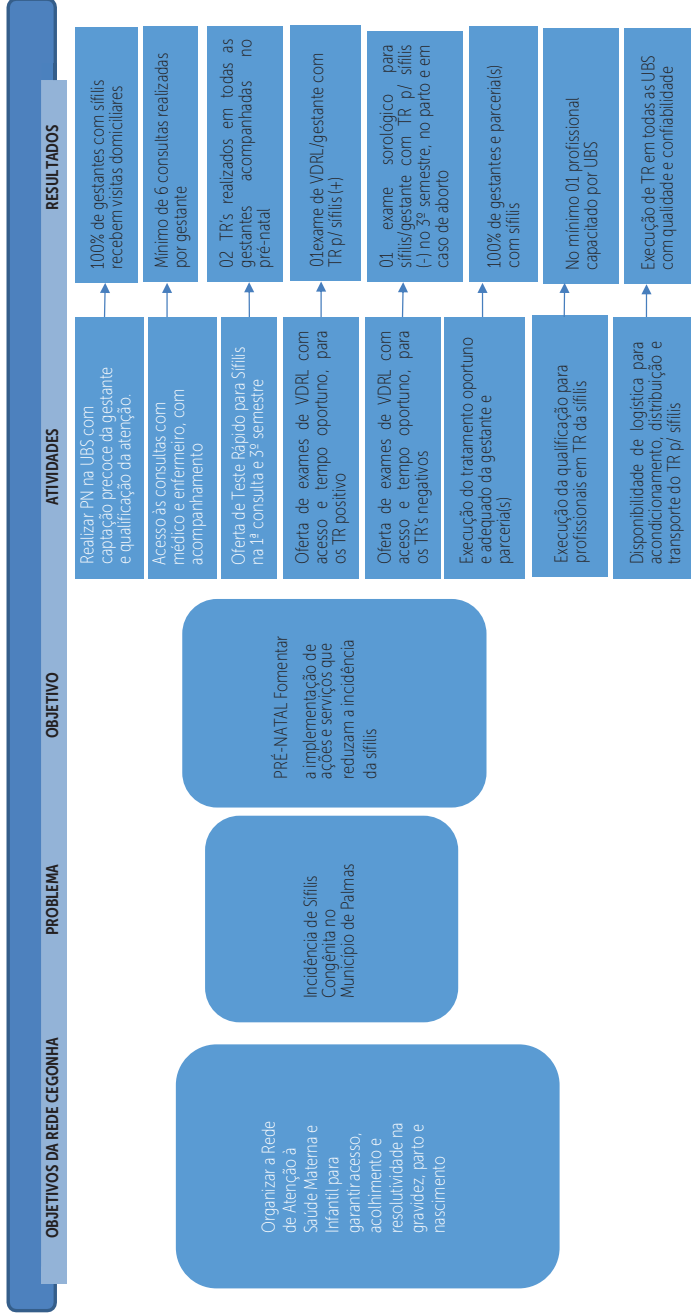 OBJETIVOS DA REDE CEGONHA
PROBLEMA
OBJETIVO
ATIVIDADES
RESULTADOS
Organizar a Rede
de Atenção à
Saúde Materna e
Infantil para
garantir acesso,
acolhimento e
resolutividade na
gravidez, parto e
nascimento
Incidência de Sífilis
Congênita no
Município de Palmas
PRÉ-NATAL Fomentar
a implementação de
ações e serviços que
reduzam a incidência
da sífilis
Realizar PN na UBS com
captação precoce da gestante
e qualificação da atenção.
100% de gestantes com sífilis
recebem visitas domiciliares
Acesso às consultas com
médico e enfermeiro, com
acompanhamento
Mínimo de 6 consultas realizadas
por gestante
Oferta de Teste Rápido para Sífilis
na 1ª consulta e 3º semestre
02 TR's realizados em todas as
gestantes acompanhadas no
pré-natal
Oferta de exames de VDRL com
acesso e tempo oportuno, para
os TR positivo
01exame de VDRL/gestante com
TR p/ sífilis (+)
Oferta de exames de VDRL com
acesso e tempo oportuno, para
os TR's negativos
01 exame sorológico para
sífilis/gestante com TR p/ sífilis
(-) no 3º semestre, no parto e em
caso de aborto
Execução do tratamento oportuno
e adequado da gestante e
parceria(s)
100% de gestantes e parceria(s)
com sífilis
Execução da qualificação para
profissionais em TR da sífilis
No mínimo 01 profissional
capacitado por UBS
Disponibilidade de logística para
acondicionamento, distribuição e
transporte do TR p/ sífilis
Execução de TR em todas as UBS
com qualidade e confiabilidade